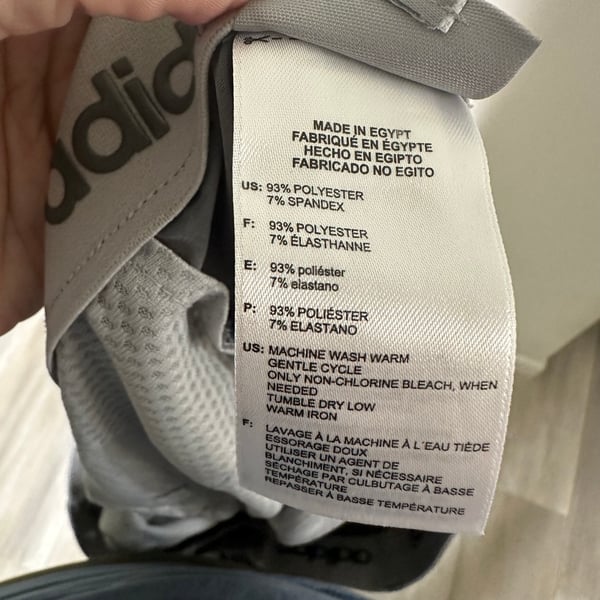 adidas
MADE IN EGYPT
FABRIQUÉ EN ÉGYPTE
HECHO EN EGIPTO
FABRICADO NO EGITO
US: 93% POLYESTER
7% SPANDEX
F: 93% POLYESTER
7% ÉLASTHANNE
E: 93% poliéster
7% elastano
P: 93% POLIÉSTER
7% ELASTANO
US: MACHINE WASH WARM
GENTLE CYCLE
ONLY NON-CHLORINE BLEACH, WHEN
NEEDED
TUMBLE DRY LOW
WARM IRON
F: LAVAGE À LA MACHINE À L´EAU TIÈDE
ESSORAGE DOUX
UTILISER UN AGENT DE
BLANCHIMENT, SI NÉCESSAIRE
SÉCHAGE PAR CULBUTAGE À BASSE
TEMPÉRATURE
REPASSER À BASSE TEMPÉRATURE